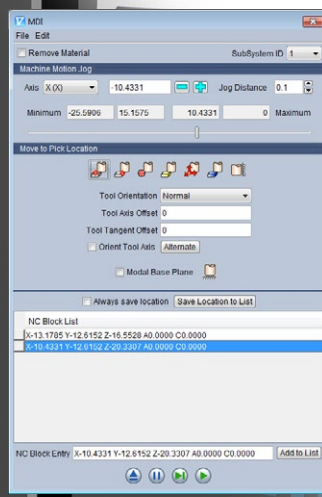 MDI
File Edit
Remove Material SubSystem ID 1
Machine Motion Jog
Axis X (X) -10.4331 Jog Distance 0.1
Minimum -25.5906 15.1575 10.4331 0 Maximum
Move to Pick Location
Tool Orientation Normal
Tool Axis Offset 0
Tool Tangent Offset 0
Orient Tool Axis Alternate
Modal Base Plane
Always save location Save Location to List
NC Block List
X-13.1785 Y-12.6152 Z-16.5528 A0.0000 C0.0000
X-10.4331 Y-12.6152 Z-20.3307 A0.0000 C0.0000
NC Block Entry X-10.4331 Y-12.6152 Z-20.3307 A0.0000 C0.0000 Add to List